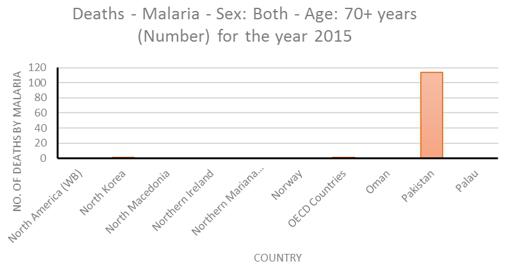 Deaths - Malaria - Sex: Both - Age: 70+ years
(Number) for the year 2015
NO. OF DEATHS BY MALARIA
120
100
80
60
40
20
0
North America (WB)
North Korea
North Macedonia
Northern Ireland
Northern Mariana...
Norway
OECD Countries
Oman
Pakistan
Palau
COUNTRY